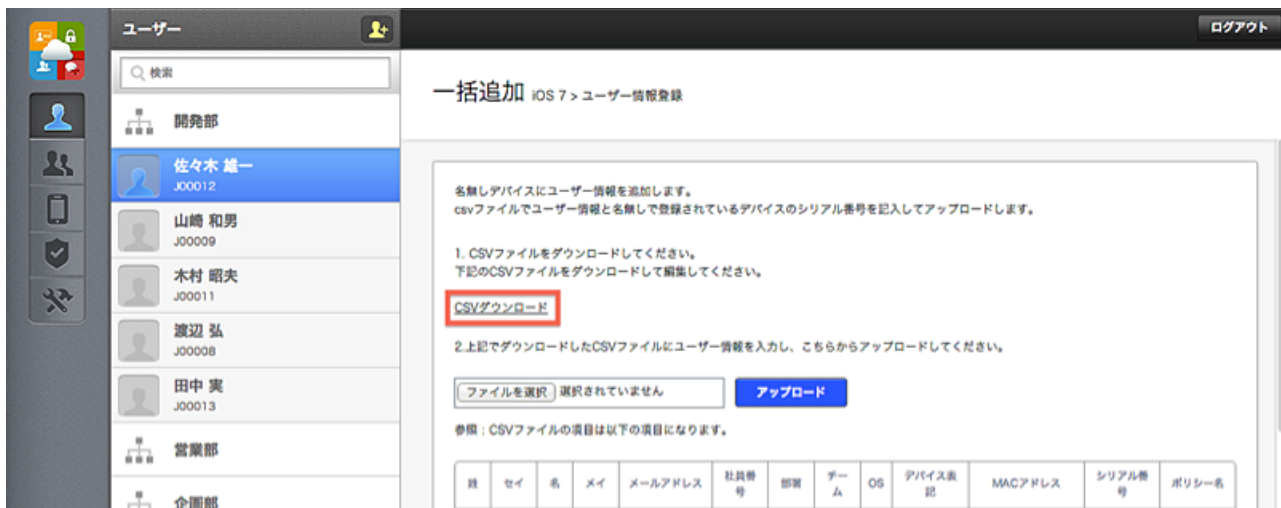 ユーザー
ログアウト
検索
開発部
佐々木 雄一
J00012
山崎 和男
J00009
木村 昭夫
J00011
渡辺 弘
J00008
田中 実
J00013
営業部
企画部
一括追加 iOS 7 > ユーザー情報登録
名無しデバイスにユーザー情報を追加します。
csvファイルでユーザー情報と名無しで登録されているデバイスのシリアル番号を記入してアップロードします。
1. CSVファイルをダウンロードしてください。
下記のCSVファイルをダウンロードして編集してください。
CSVダウンロード
2.上記でダウンロードしたCSVファイルにユーザー情報を入力し、こちらからアップロードしてください。
ファイルを選択 選択されていません
アップロード
参照：CSVファイルの項目は以下の項目になります。
姓 セイ 名 メイ メールアドレス 社員番号 部署 チーム OS デバイス表記 MACアドレス シリアル番号 ポリシー名